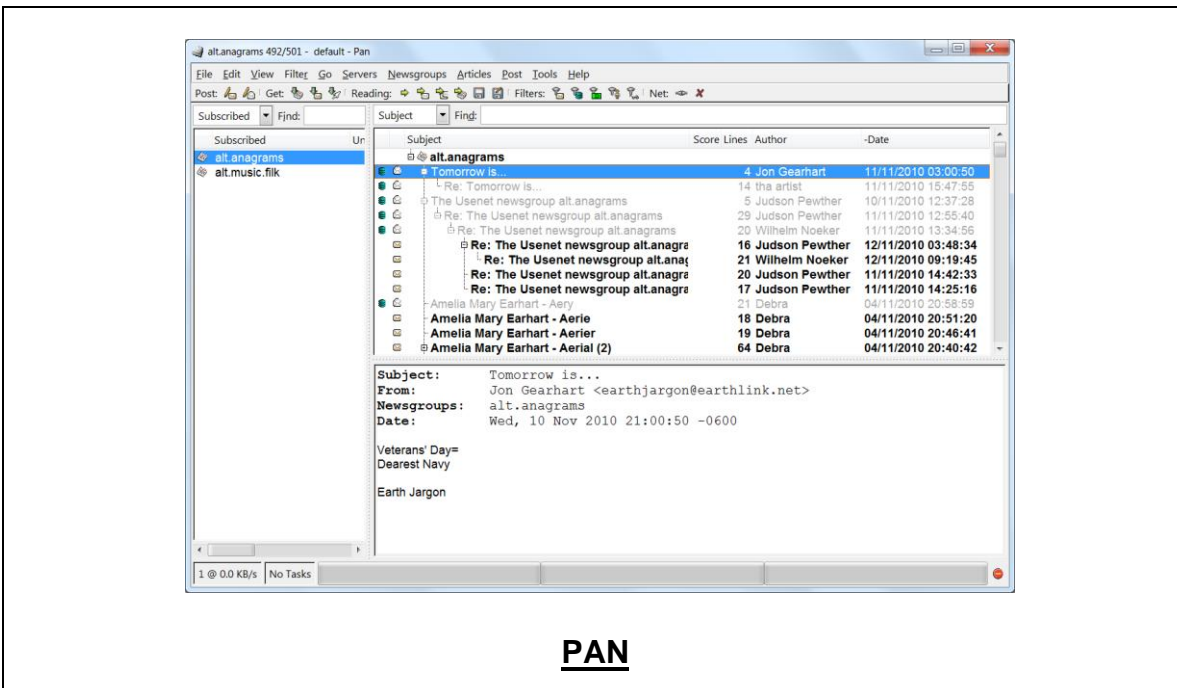 alt.anagrams 492/501 - default - Pan
File Edit View Filter Go Servers Newsgroups Articles Post Tools Help
Post: Get: Reading: Filters: Net:
Subscribed Find: Subject Find:
Subscribed Un
alt.anagrams
alt.music.filk
Subject Score Lines Author -Date
alt.anagrams
Tomorrow is... 4 Jon Gearhart 11/11/2010 03:00:50
Re: Tomorrow is... 14 tha artist 11/11/2010 15:47:55
The Usenet newsgroup alt.anagrams 5 Judson Pewther 10/11/2010 12:37:28
Re: The Usenet newsgroup alt.anagrams 29 Judson Pewther 11/11/2010 12:55:40
Re: The Usenet newsgroup alt.anagrams 20 Wilhelm Noeker 11/11/2010 13:34:56
Re: The Usenet newsgroup alt.anagra 16 Judson Pewther 12/11/2010 03:48:34
Re: The Usenet newsgroup alt.anag 21 Wilhelm Noeker 12/11/2010 09:19:45
Re: The Usenet newsgroup alt.anagra 20 Judson Pewther 11/11/2010 14:42:33
Re: The Usenet newsgroup alt.anagra 17 Judson Pewther 11/11/2010 14:25:16
Amelia Mary Earhart - Aery 21 Debra 04/11/2010 20:58:59
Amelia Mary Earhart - Aerie 18 Debra 04/11/2010 20:51:20
Amelia Mary Earhart - Aerier 19 Debra 04/11/2010 20:46:41
Amelia Mary Earhart - Aerial (2) 64 Debra 04/11/2010 20:40:42
Subject: Tomorrow is...
From: Jon Gearhart <earthjargon@earthlink.net>
Newsgroups: alt.anagrams
Date: Wed, 10 Nov 2010 21:00:50 -0600
Veterans' Day=
Dearest Navy
Earth Jargon
1 @ 0.0 KB/s No Tasks
PAN